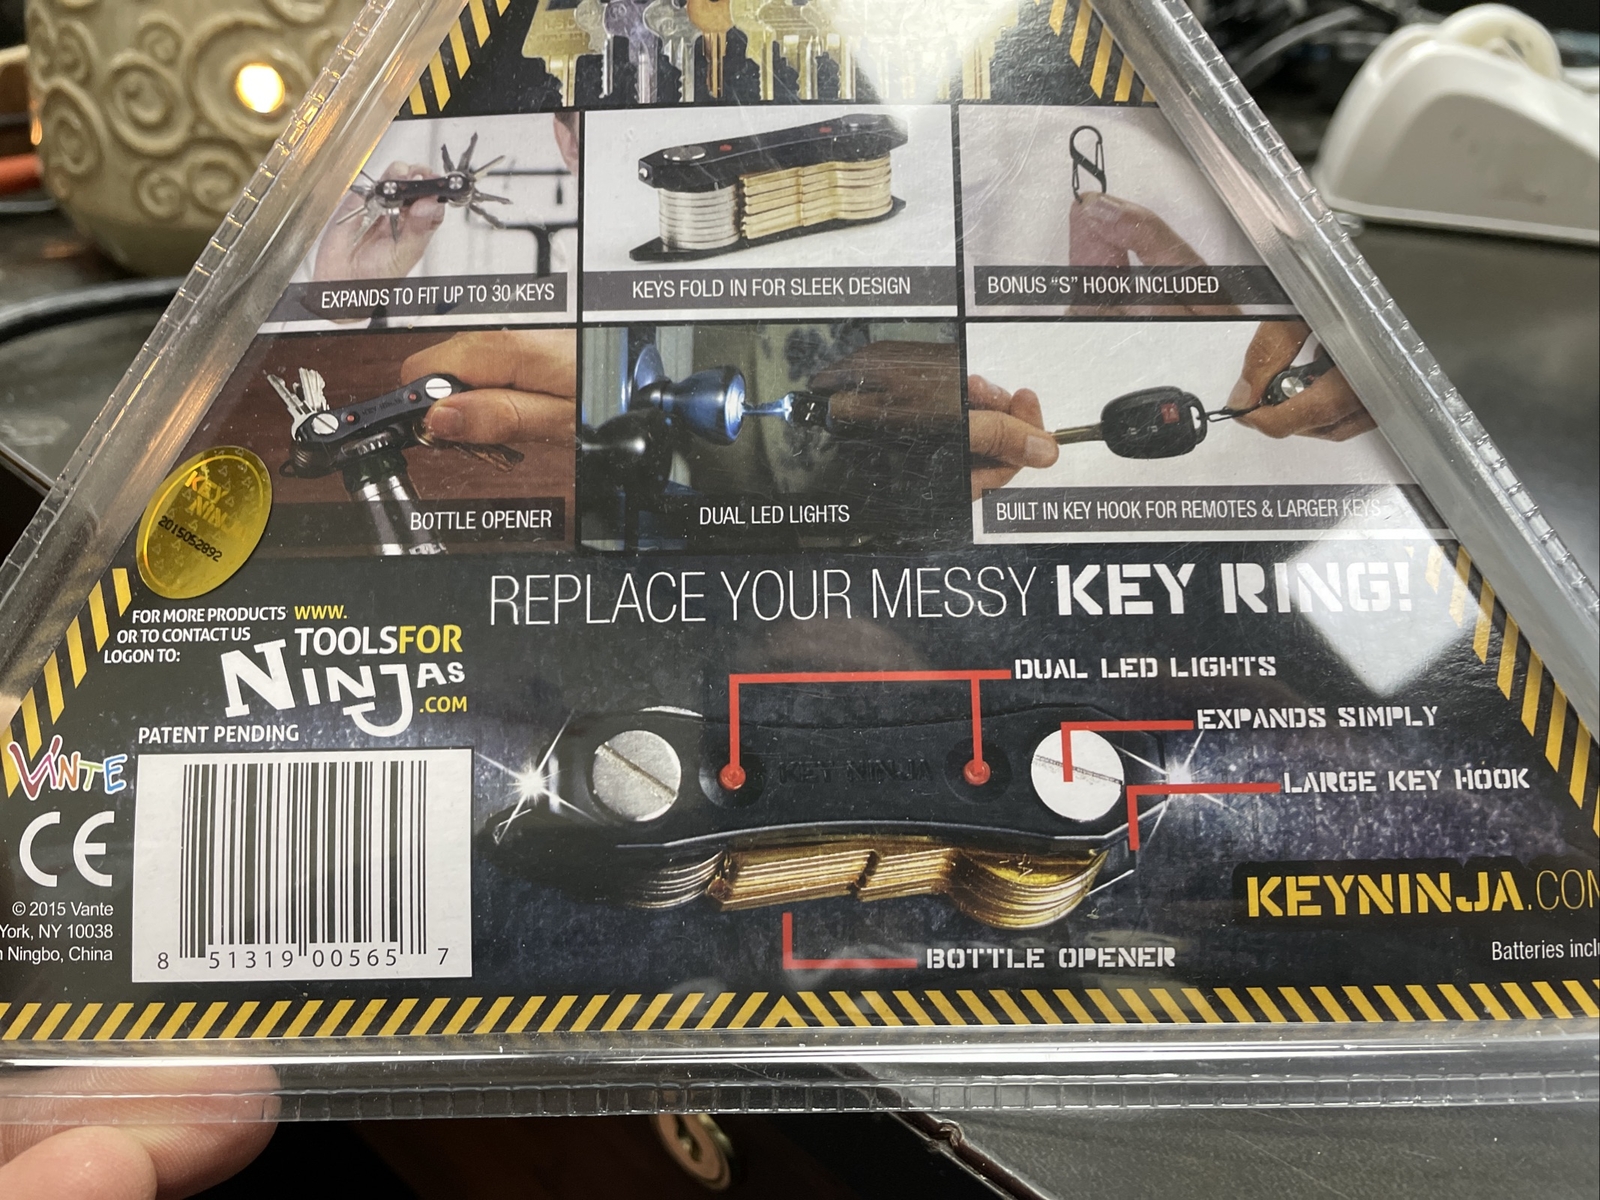 EXPANDS TO FIT UP TO 30 KEYS
KEYS FOLD IN FOR SLEEK DESIGN
BONUS "S" HOOK INCLUDED
BOTTLE OPENER
DUAL LED LIGHTS
BUILT IN KEY HOOK FOR REMOTES & LARGER KEYS
KEY
NINJA
2015052892
REPLACE YOUR MESSY KEY RING!
FOR MORE PRODUCTS WWW.
OR TO CONTACT US
LOGON TO:
TOOLSFOR
NINJAS
.COM
PATENT PENDING
VANTE
CE
© 2015 Vante
York, NY 10038
Ningbo, China
8 51319 00565 7
DUAL LED LIGHTS
EXPANDS SIMPLY
LARGE KEY HOOK
KEY NINJA
BOTTLE OPENER
KEYNINJA.COM
Batteries